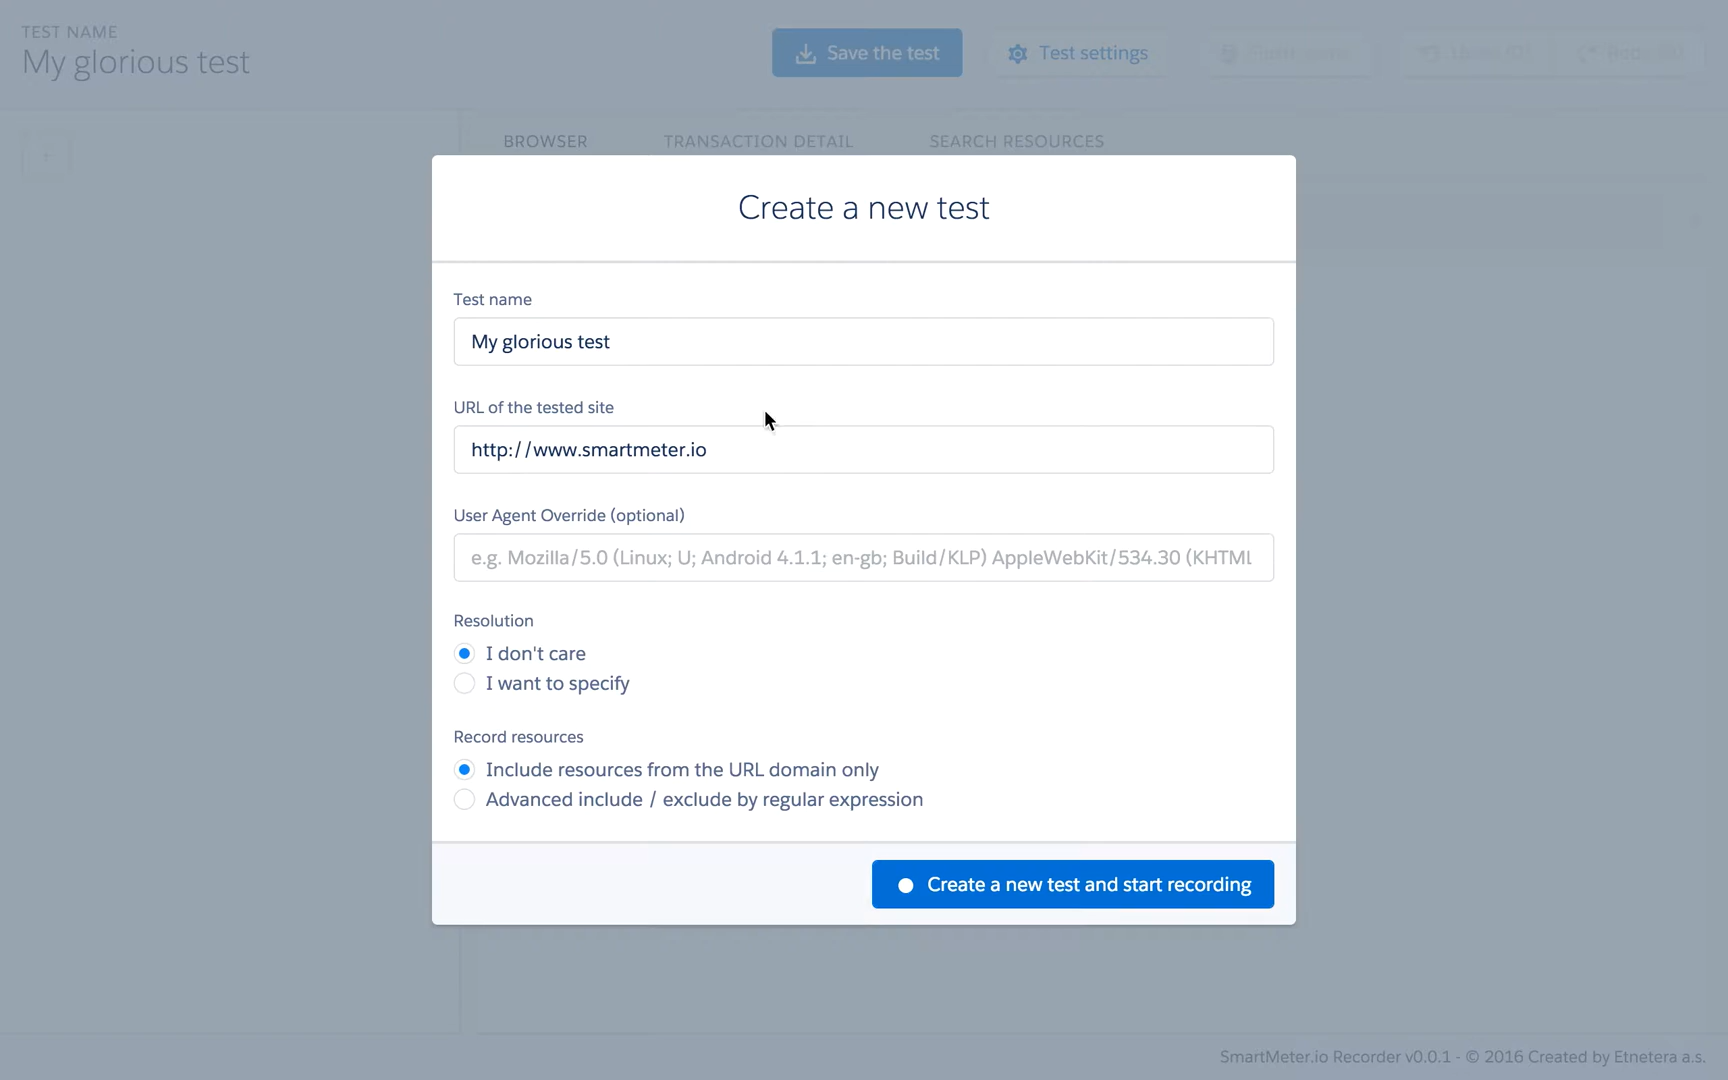 TEST NAME
My glorious test
Save the test
Test settings
BROWSER
TRANSACTION DETAIL
SEARCH RESOURCES
Create a new test
Test name
My glorious test
URL of the tested site
http://www.smartmeter.io
User Agent Override (optional)
e.g. Mozilla/5.0 (Linux; U; Android 4.1.1; en-gb; Build/KLP) AppleWebKit/534.30 (KHTML
Resolution
I don't care
I want to specify
Record resources
Include resources from the URL domain only
Advanced include / exclude by regular expression
Create a new test and start recording
SmartMeter.io Recorder v0.0.1 - © 2016 Created by Etnetera a.s.